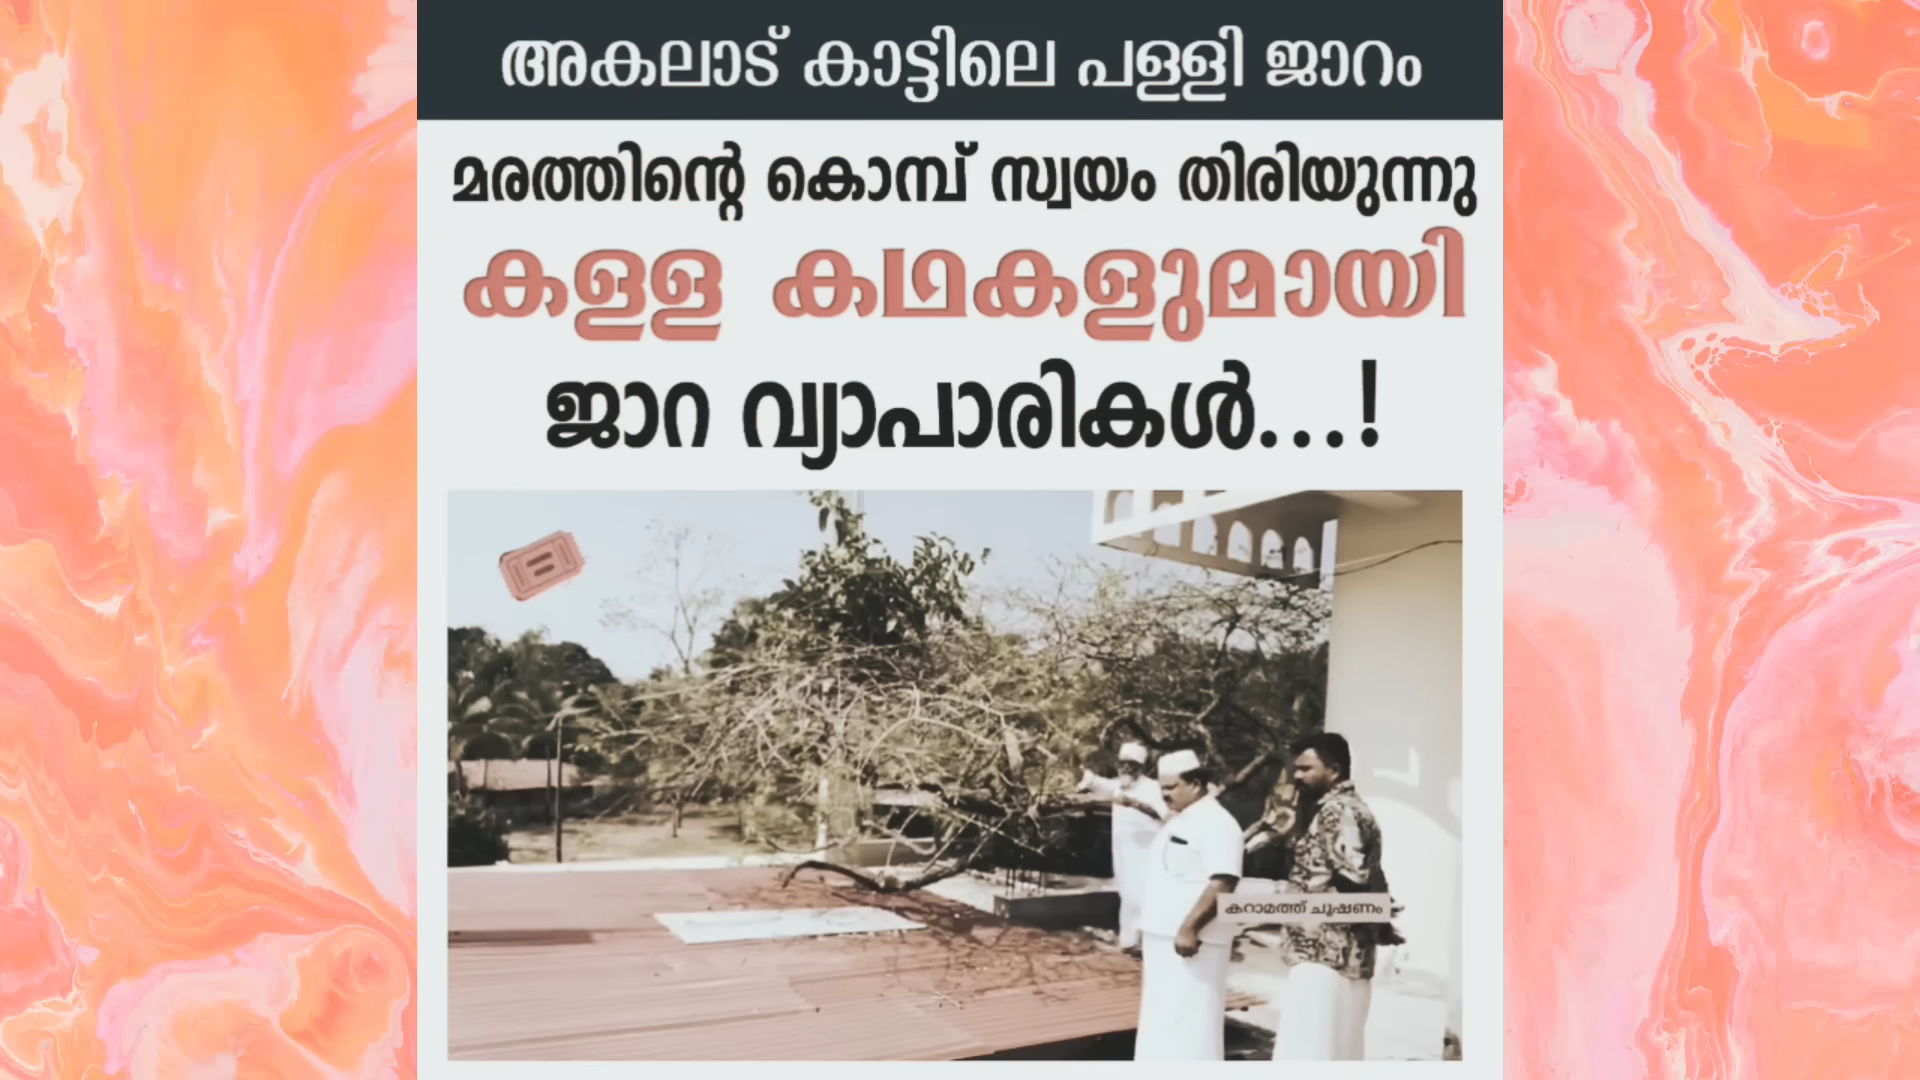 അകലാട് കാട്ടിലെ പള്ളി ജാറം
മരത്തിന്റെ കൊമ്പ് സ്വയം തിരിയുന്നു
കള്ള കഥകളുമായി
ജാറ വ്യാപാരികൾ...!
കറാമത്ത് ചൂഷണം